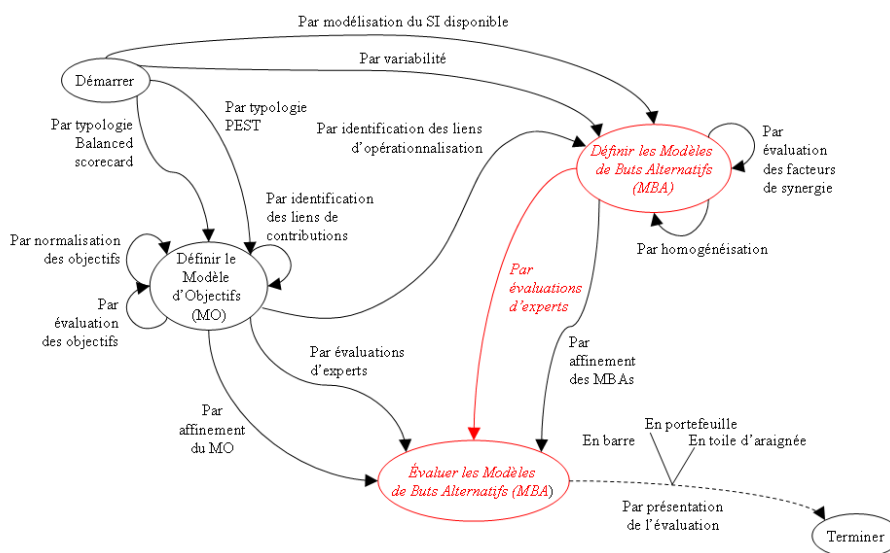 Par modélisation du SI disponible
Par variabilité
Démarrer
Par typologie
PEST
Par typologie
Balanced
scorecard
Par identification des liens
d'opérationnalisation
Définir les Modèles
de Buts Alternatifs
(MBA)
Par
évaluation
des facteurs
de synergie
Par identification
des liens de
contributions
Par normalisation
des objectifs
Définir le
Modèle
d'Objectifs
(MO)
Par homogénéisation
Par
évaluations
d'experts
Par
évaluation
des objectifs
Par évaluations
d'experts
Par
affinement
des MBAs
Par
affinement
du MO
En portefeuille
En barre
En toile d'araignée
Évaluer les Modèles
de Buts Alternatifs (MBA)
Par présentation
de l'évaluation
Terminer